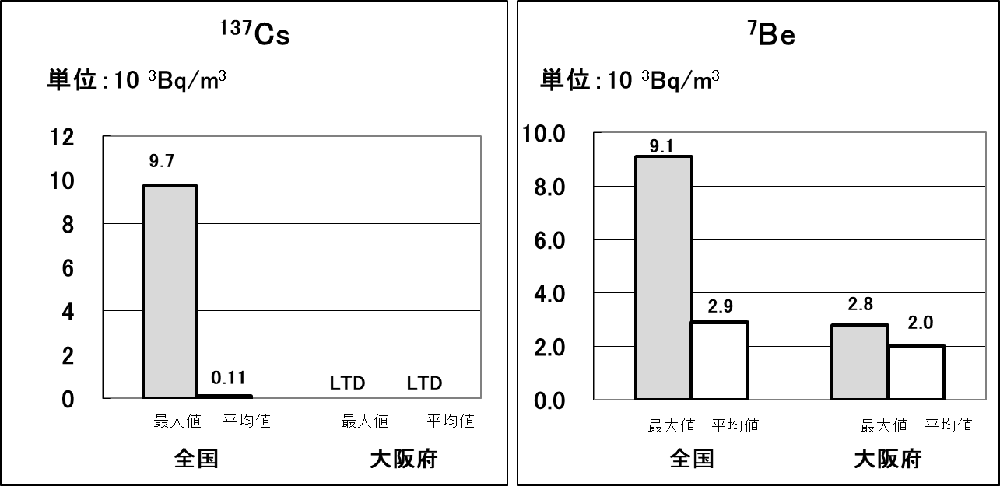 ¹³⁷Cs
単位：10⁻³Bq/m³
12
10
8
6
4
2
0
9.7
0.11
LTD LTD
最大値 平均値 最大値 平均値
全国 大阪府
⁷Be
単位：10⁻³Bq/m³
10.0
8.0
6.0
4.0
2.0
0.0
9.1
2.9
2.8
2.0
最大値 平均値 最大値 平均値
全国 大阪府